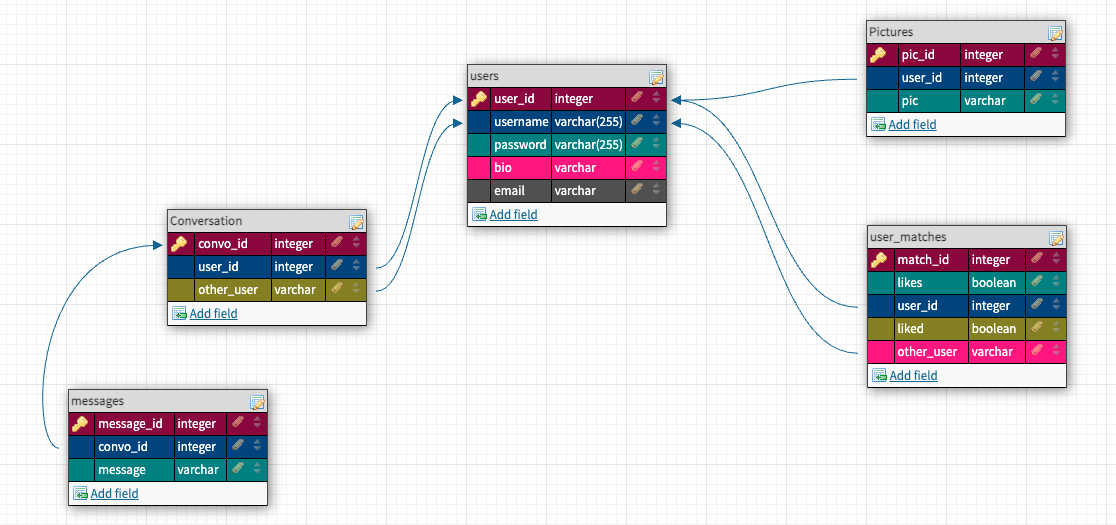 Pictures
pic_id integer
user_id integer
pic varchar
Add field
users
user_id integer
username varchar(255)
password varchar(255)
bio varchar
email varchar
Add field
Conversation
convo_id integer
user_id integer
other_user varchar
Add field
user_matches
match_id integer
likes boolean
user_id integer
liked boolean
other_user varchar
Add field
messages
message_id integer
convo_id integer
message varchar
Add field